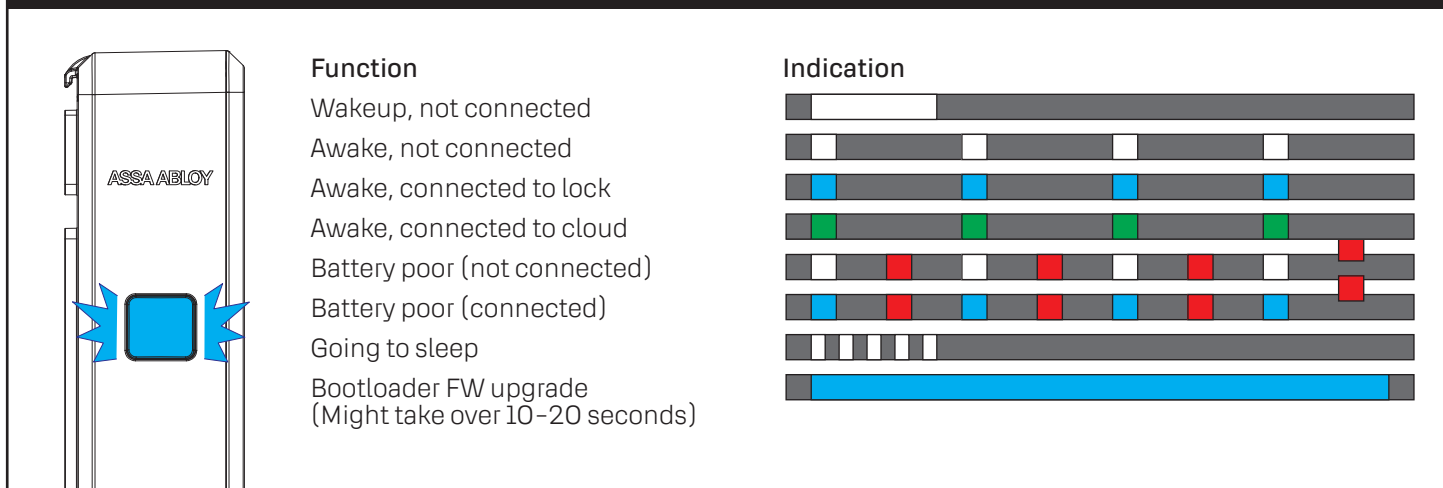 ASSA ABLOY
Function
Indication
Wakeup, not connected
Awake, not connected
Awake, connected to lock
Awake, connected to cloud
Battery poor (not connected)
Battery poor (connected)
Going to sleep
Bootloader FW upgrade
(Might take over 10-20 seconds)